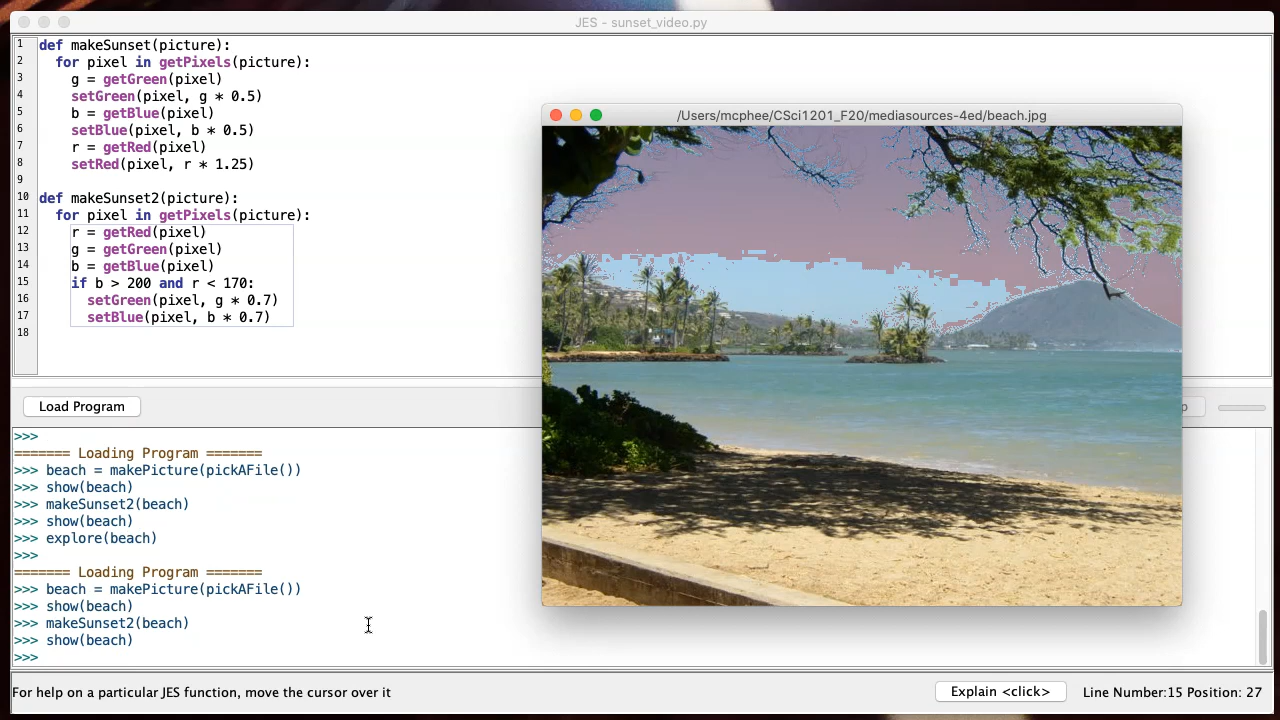 JES - sunset_video.py
1 def makeSunset(picture):
2   for pixel in getPixels(picture):
3     g = getGreen(pixel)
4     setGreen(pixel, g * 0.5)
5     b = getBlue(pixel)
6     setBlue(pixel, b * 0.5)
7     r = getRed(pixel)
8     setRed(pixel, r * 1.25)
9
10 def makeSunset2(picture):
11   for pixel in getPixels(picture):
12     r = getRed(pixel)
13     g = getGreen(pixel)
14     b = getBlue(pixel)
15     if b > 200 and r < 170:
16       setGreen(pixel, g * 0.7)
17       setBlue(pixel, b * 0.7)
18
/Users/mcphee/CSci1201_F20/mediasources-4ed/beach.jpg
Load Program
p
>>>
======= Loading Program =======
>>> beach = makePicture(pickAFile())
>>> show(beach)
>>> makeSunset2(beach)
>>> show(beach)
>>> explore(beach)
>>>
======= Loading Program =======
>>> beach = makePicture(pickAFile())
>>> show(beach)
>>> makeSunset2(beach)
>>> show(beach)
>>>
For help on a particular JES function, move the cursor over it
Explain <click>
Line Number:15 Position: 27